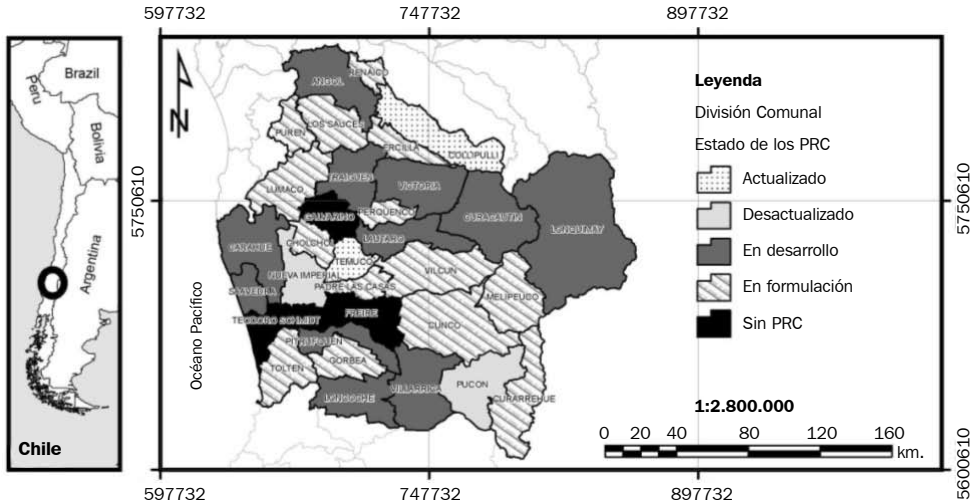 597732
747732
897732
Brazil
Peru
Bolivia
Argentina
Chile
5750610
Océano Pacífico
N
ANGOL
RENAICO
PUREN
LOS SAUCES
ERCILLA
COLLIPULLI
LUMACO
TRAIGUEN
VICTORIA
CURACAUTIN
LONQUIMAY
GALVARINO
PERQUENCO
CARAHUE
CHOLCHOL
LAUTARO
TEMUCO
VILCUN
NUEVA IMPERIAL
PADRE LAS CASAS
SAAVEDRA
MELIPEUCO
TEODORO SCHMIDT
FREIRE
CUNCO
PITRUFQUEN
GORBEA
TOLTEN
LONCOCHE
VILLARRICA
PUCON
CURARREHUE
Leyenda
División Comunal
Estado de los PRC
Actualizado
Desactualizado
En desarrollo
En formulación
Sin PRC
1:2.800.000
0 20 40 80 120 160
km.
5750610
5600610
597732
747732
897732